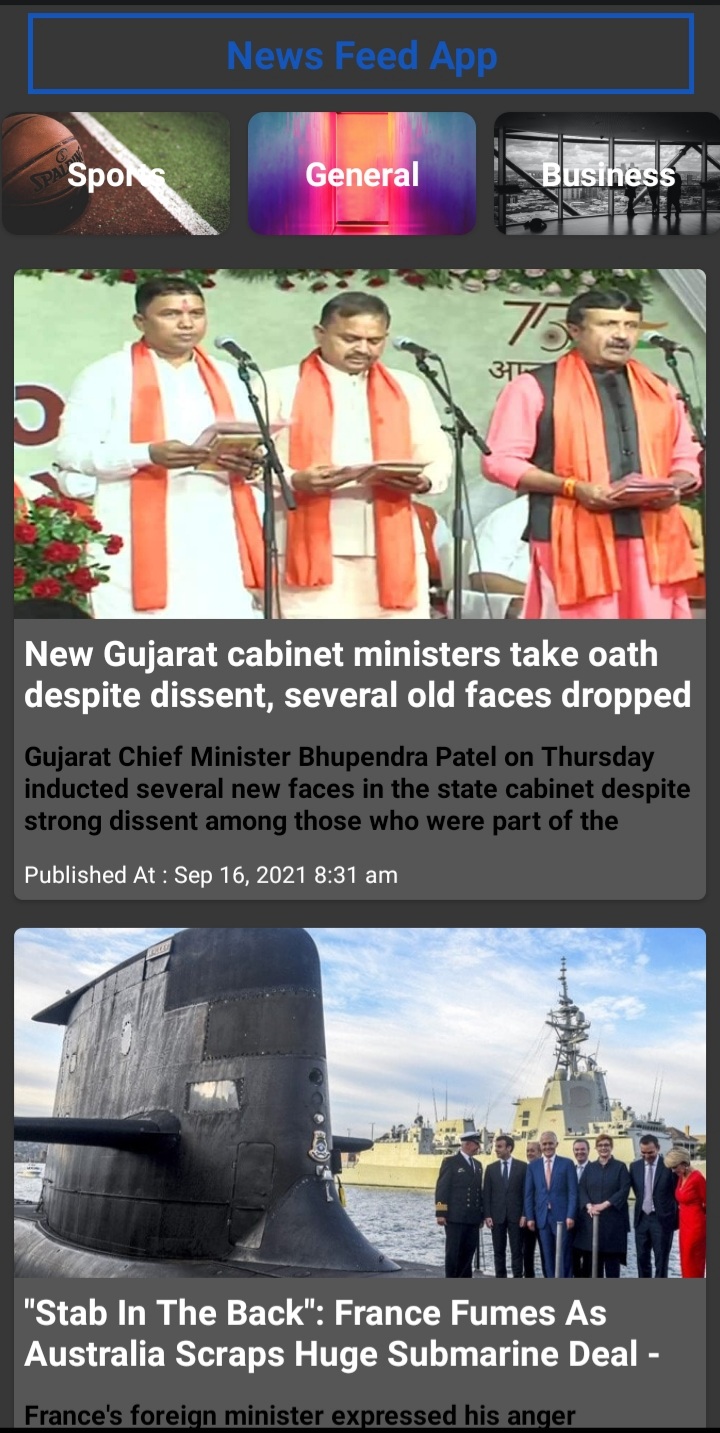 News Feed App
Sports
General
Business
SPALDING
75
New Gujarat cabinet ministers take oath
despite dissent, several old faces dropped
Gujarat Chief Minister Bhupendra Patel on Thursday
inducted several new faces in the state cabinet despite
strong dissent among those who were part of the
Published At : Sep 16, 2021 8:31 am
"Stab In The Back": France Fumes As
Australia Scraps Huge Submarine Deal -
France's foreign minister expressed his anger